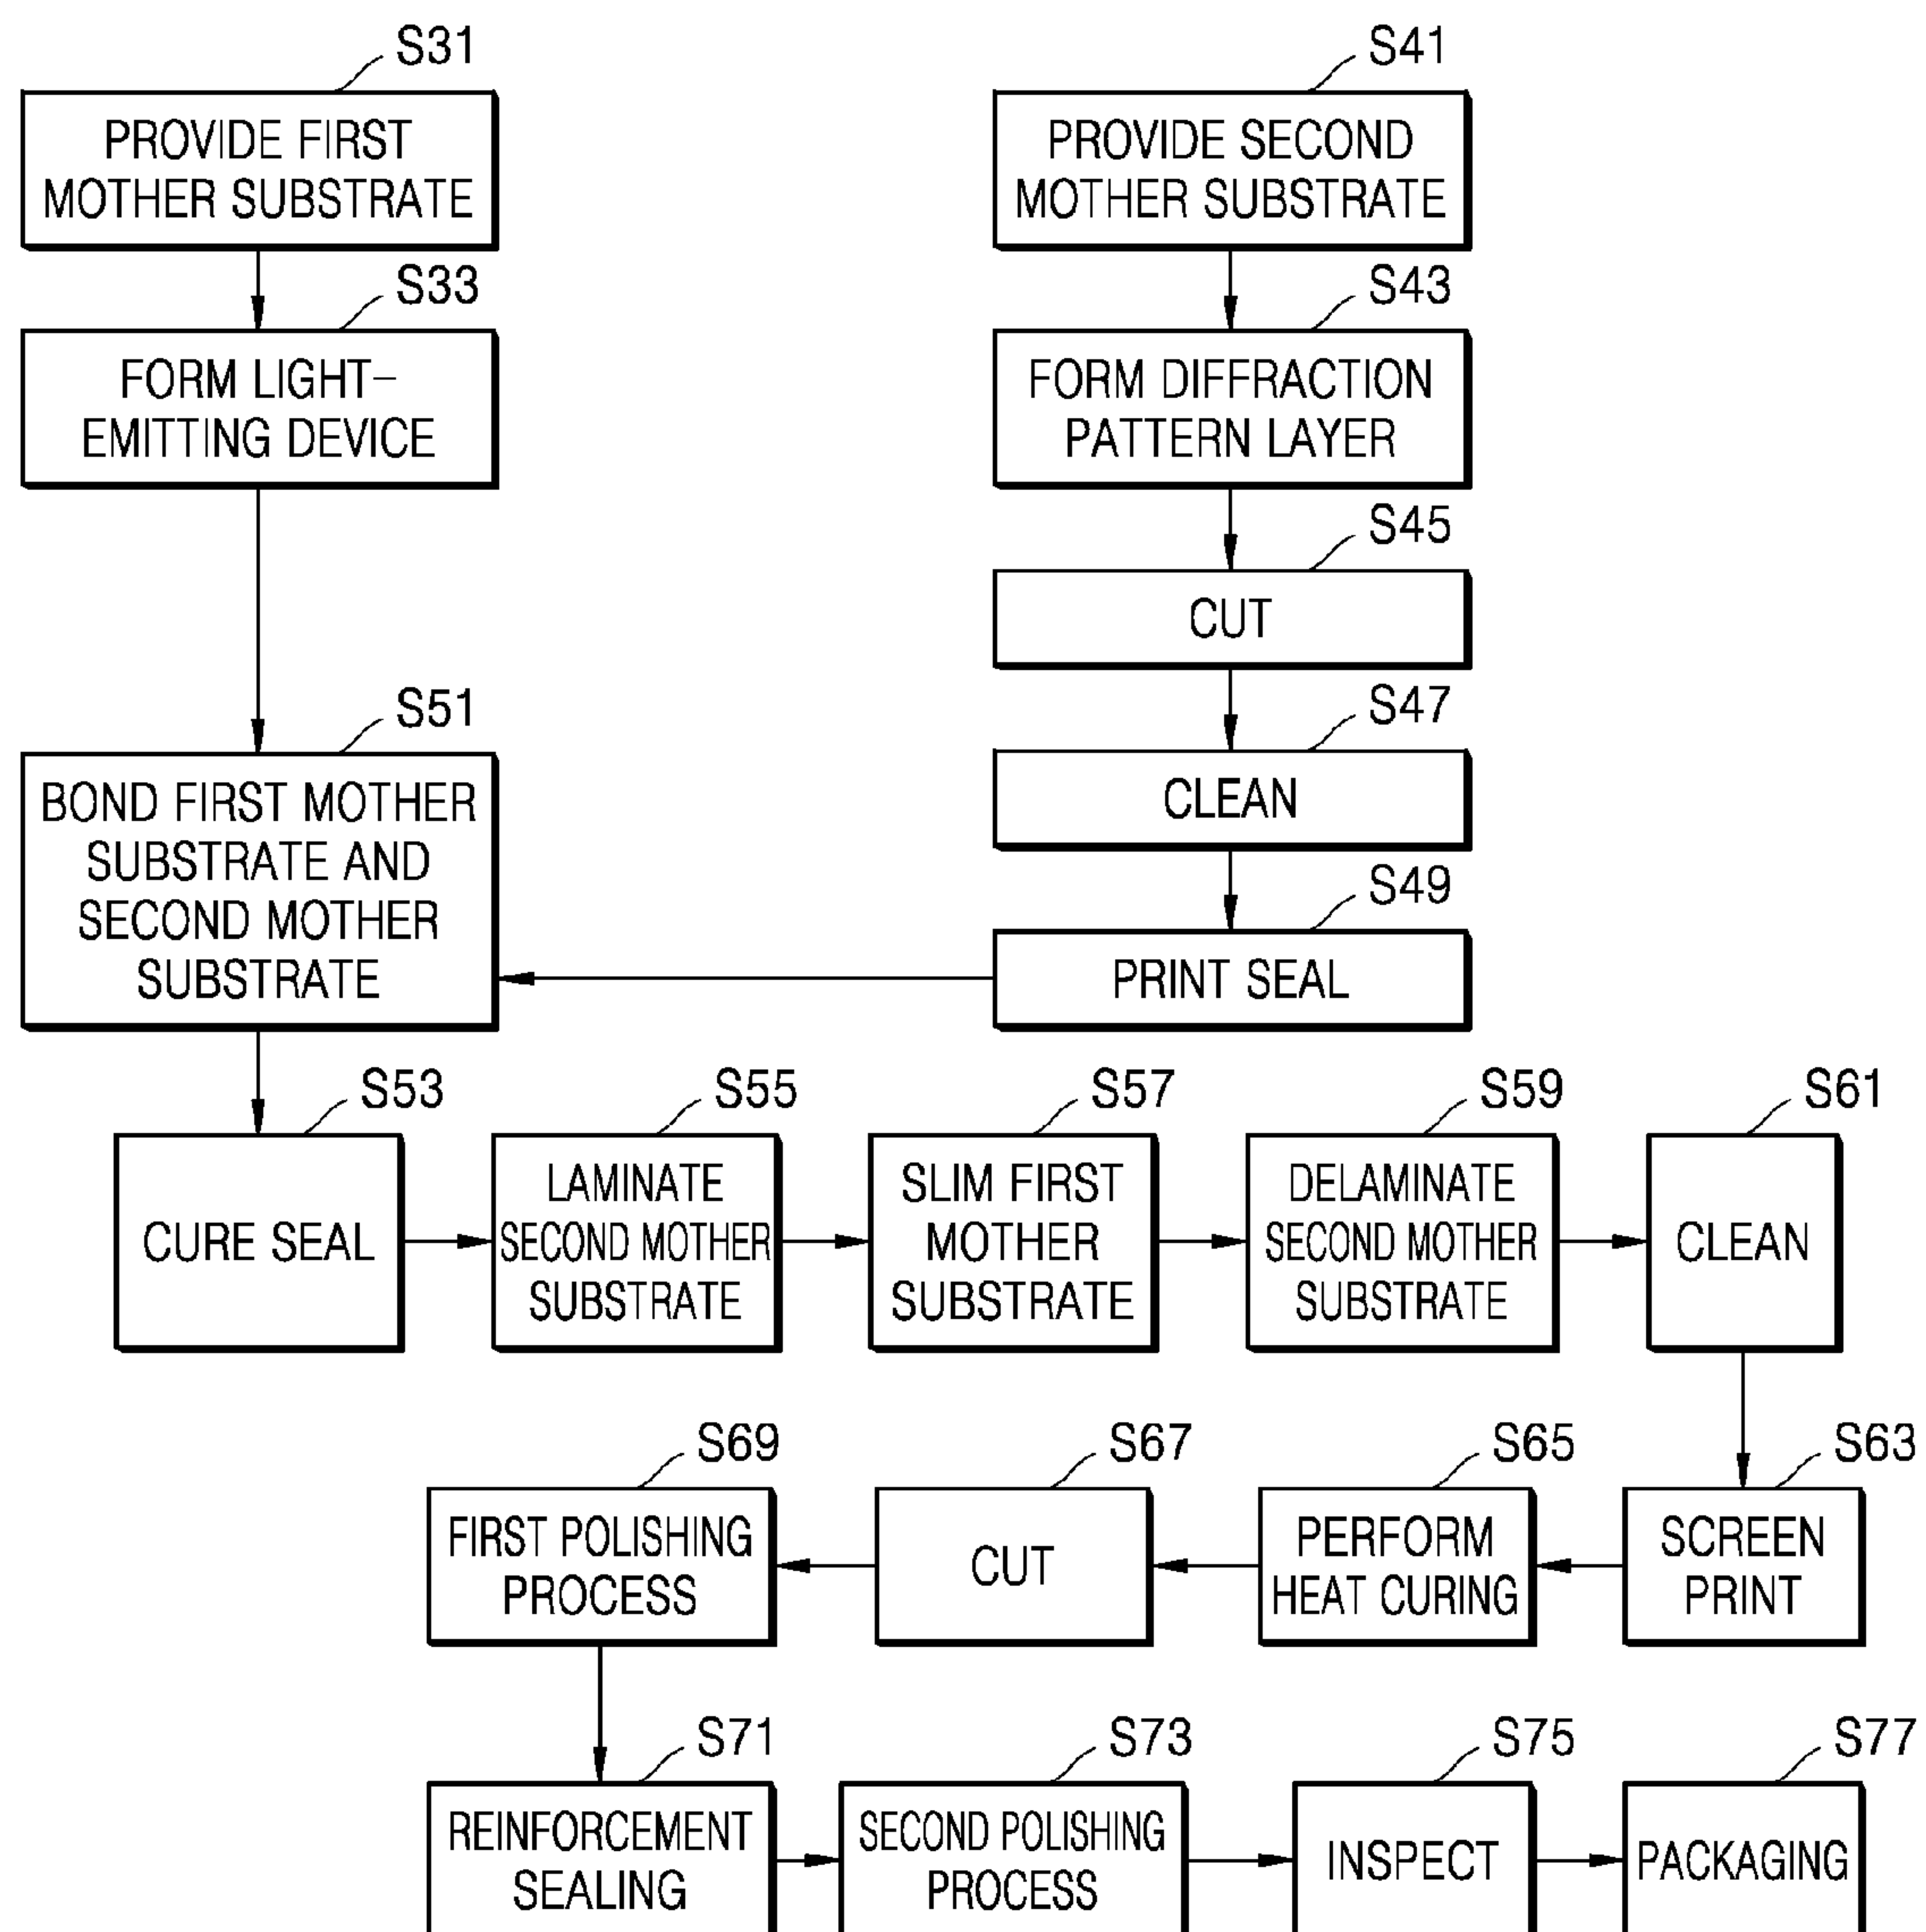 S31
PROVIDE FIRST
MOTHER SUBSTRATE
S33
FORM LIGHT-
EMITTING DEVICE
S41
PROVIDE SECOND
MOTHER SUBSTRATE
S43
FORM DIFFRACTION
PATTERN LAYER
S45
CUT
S47
CLEAN
S49
PRINT SEAL
S51
BOND FIRST MOTHER
SUBSTRATE AND
SECOND MOTHER
SUBSTRATE
S53
CURE SEAL
S55
LAMINATE
SECOND MOTHER
SUBSTRATE
S57
SLIM FIRST
MOTHER
SUBSTRATE
S59
DELAMINATE
SECOND MOTHER
SUBSTRATE
S61
CLEAN
S63
SCREEN
PRINT
S65
PERFORM
HEAT CURING
S67
CUT
S69
FIRST POLISHING
PROCESS
S71
REINFORCEMENT
SEALING
S73
SECOND POLISHING
PROCESS
S75
INSPECT
S77
PACKAGING